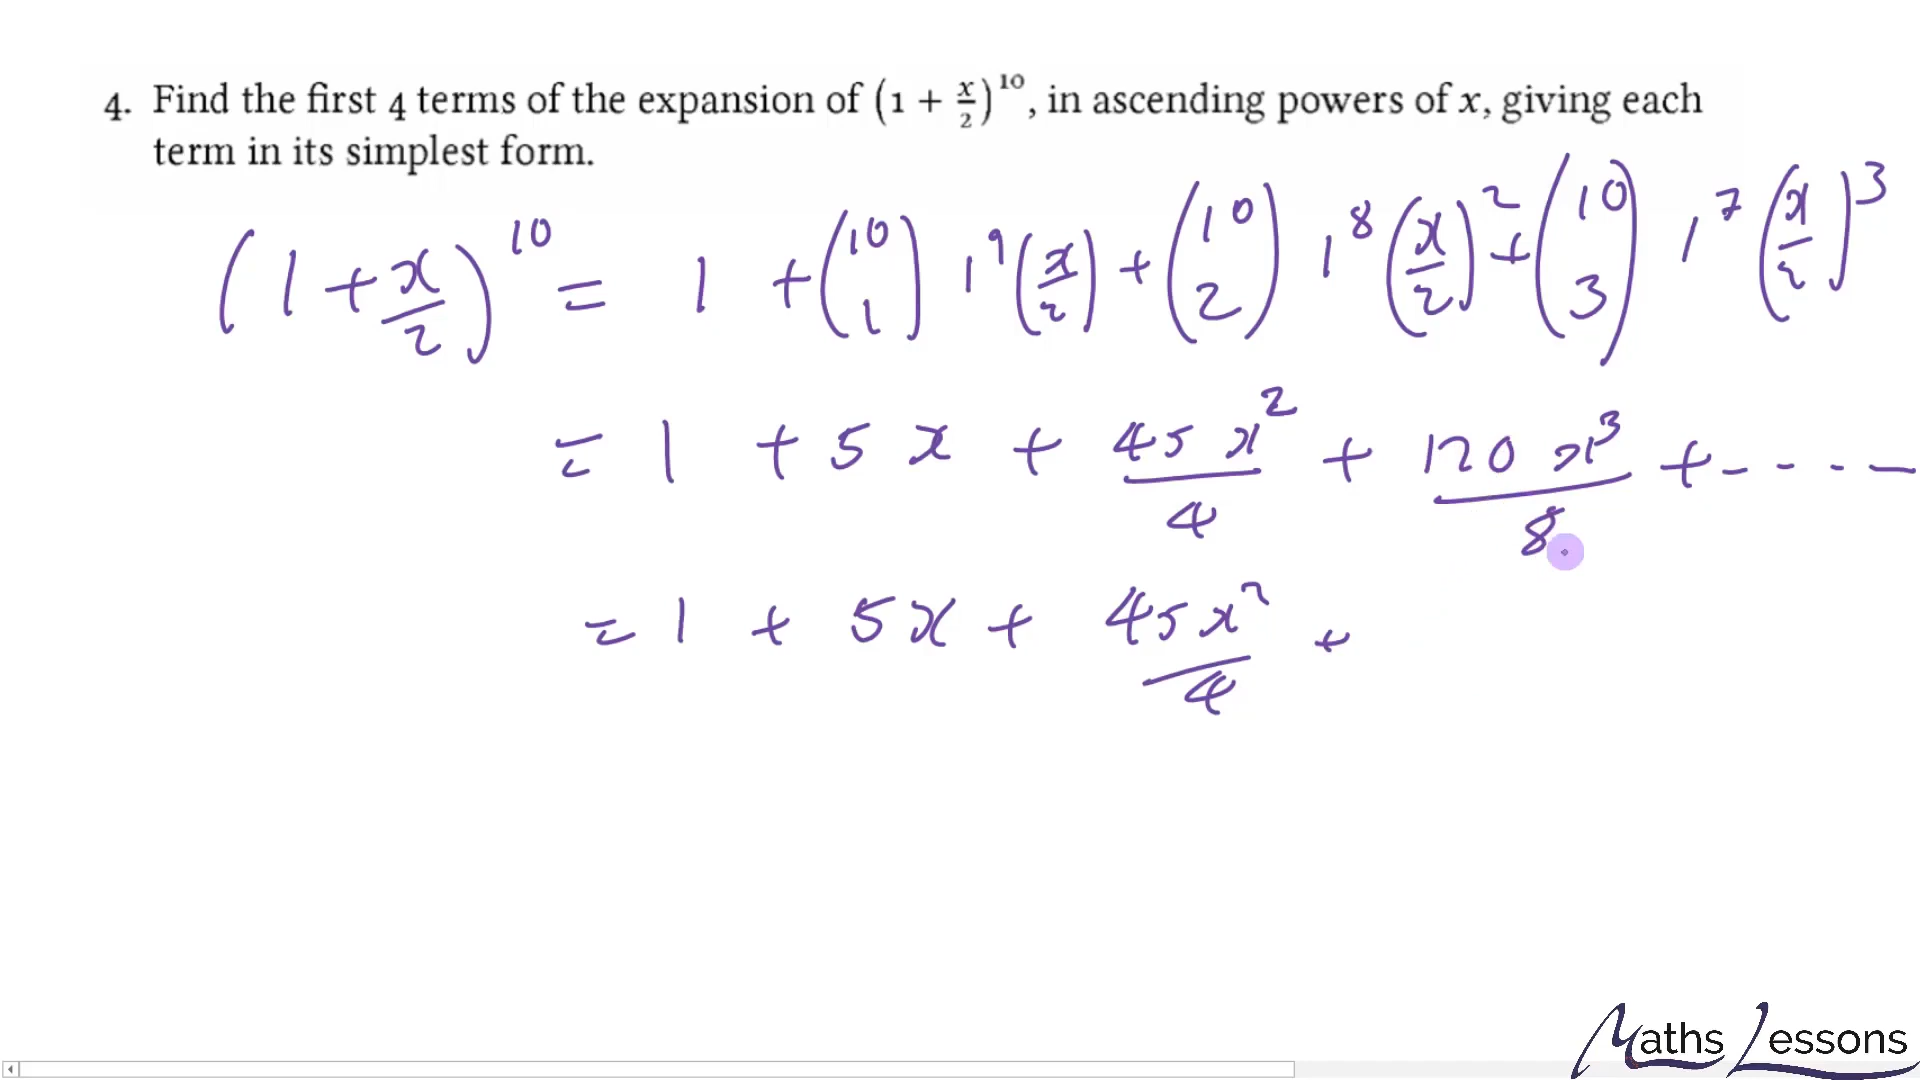 4. Find the first 4 terms of the expansion of (1 + x/2)^10, in ascending powers of x, giving each
term in its simplest form.
(1 + x/2)^10 = 1 + (10 1) 1^9 (x/2) + (10 2) 1^8 (x/2)^2 + (10 3) 1^7 (x/2)^3
= 1 + 5x + 45x^2/4 + 120x^3/8 + - - - -
= 1 + 5x + 45x^2/4 +
Maths Lessons